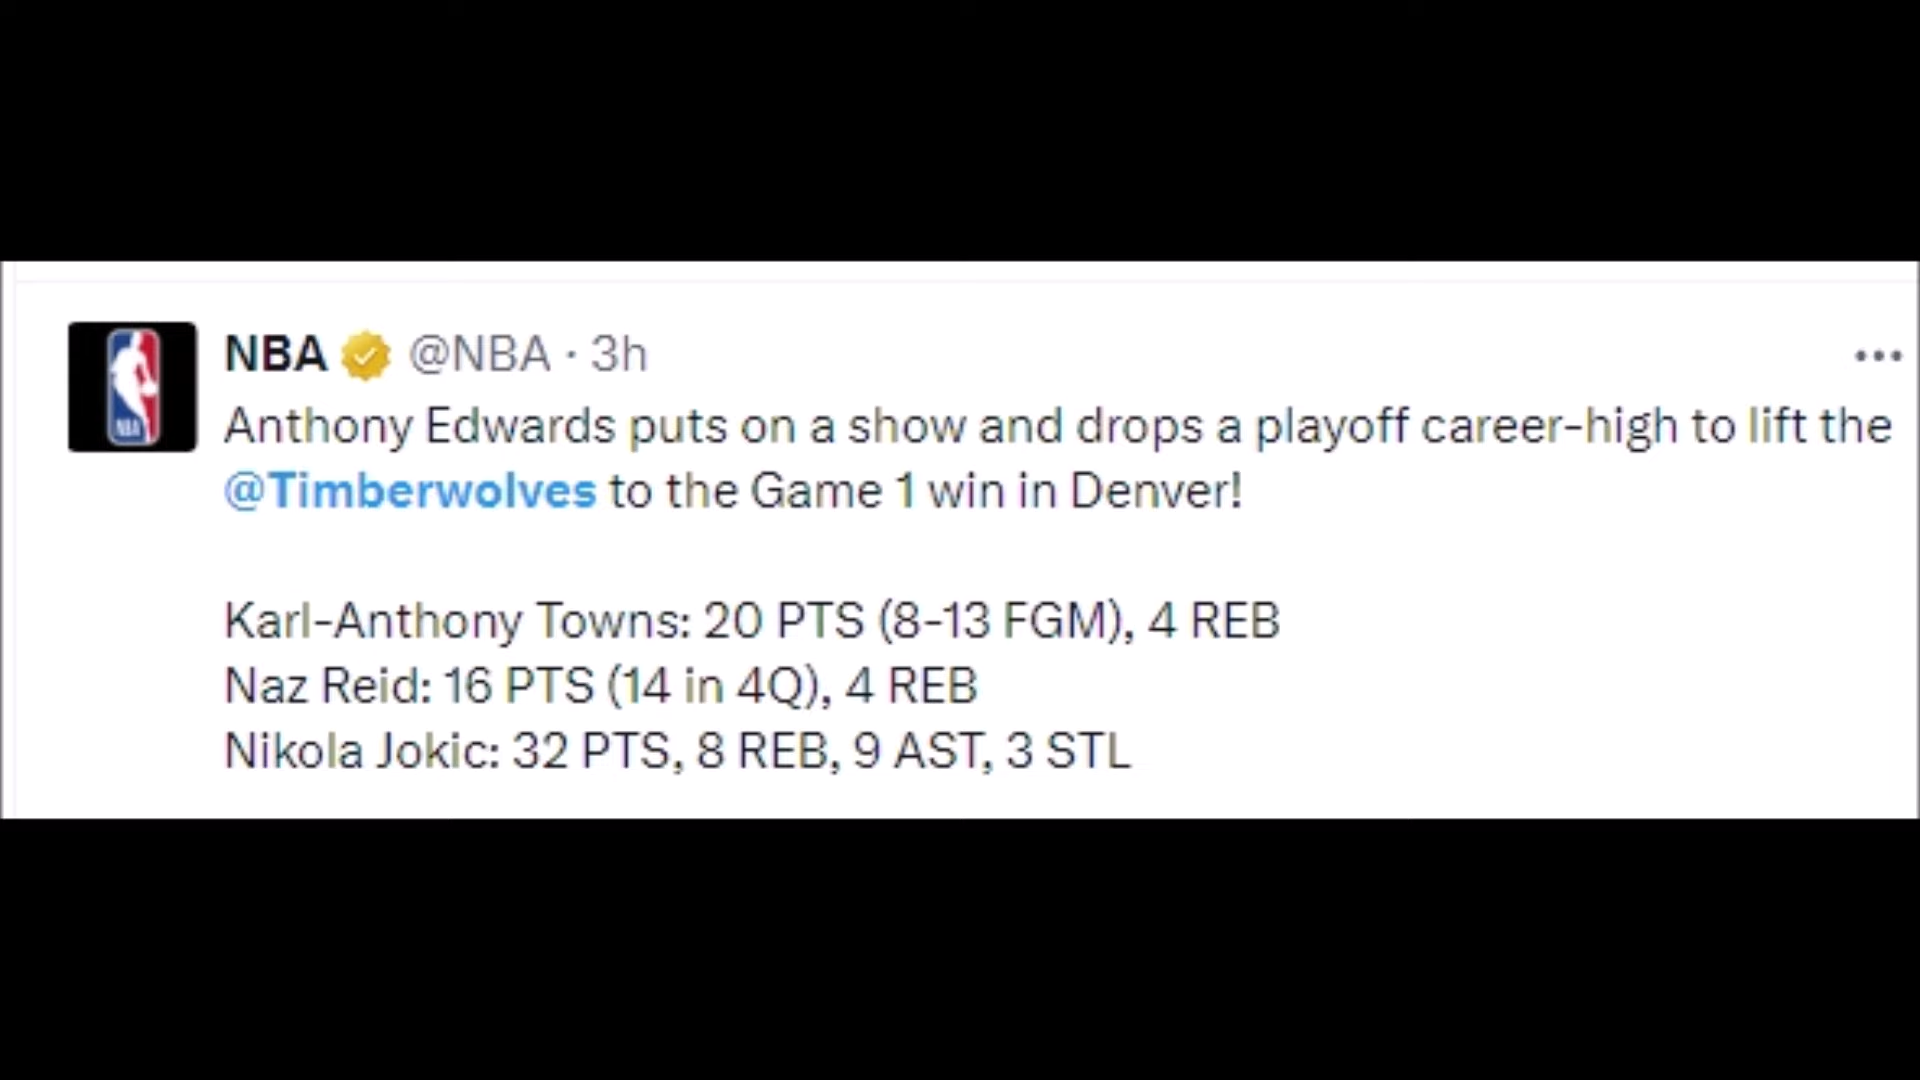 NBA @NBA · 3h
Anthony Edwards puts on a show and drops a playoff career-high to lift the
@Timberwolves to the Game 1 win in Denver!
Karl-Anthony Towns: 20 PTS (8-13 FGM), 4 REB
Naz Reid: 16 PTS (14 in 4Q), 4 REB
Nikola Jokic: 32 PTS, 8 REB, 9 AST, 3 STL
NBA